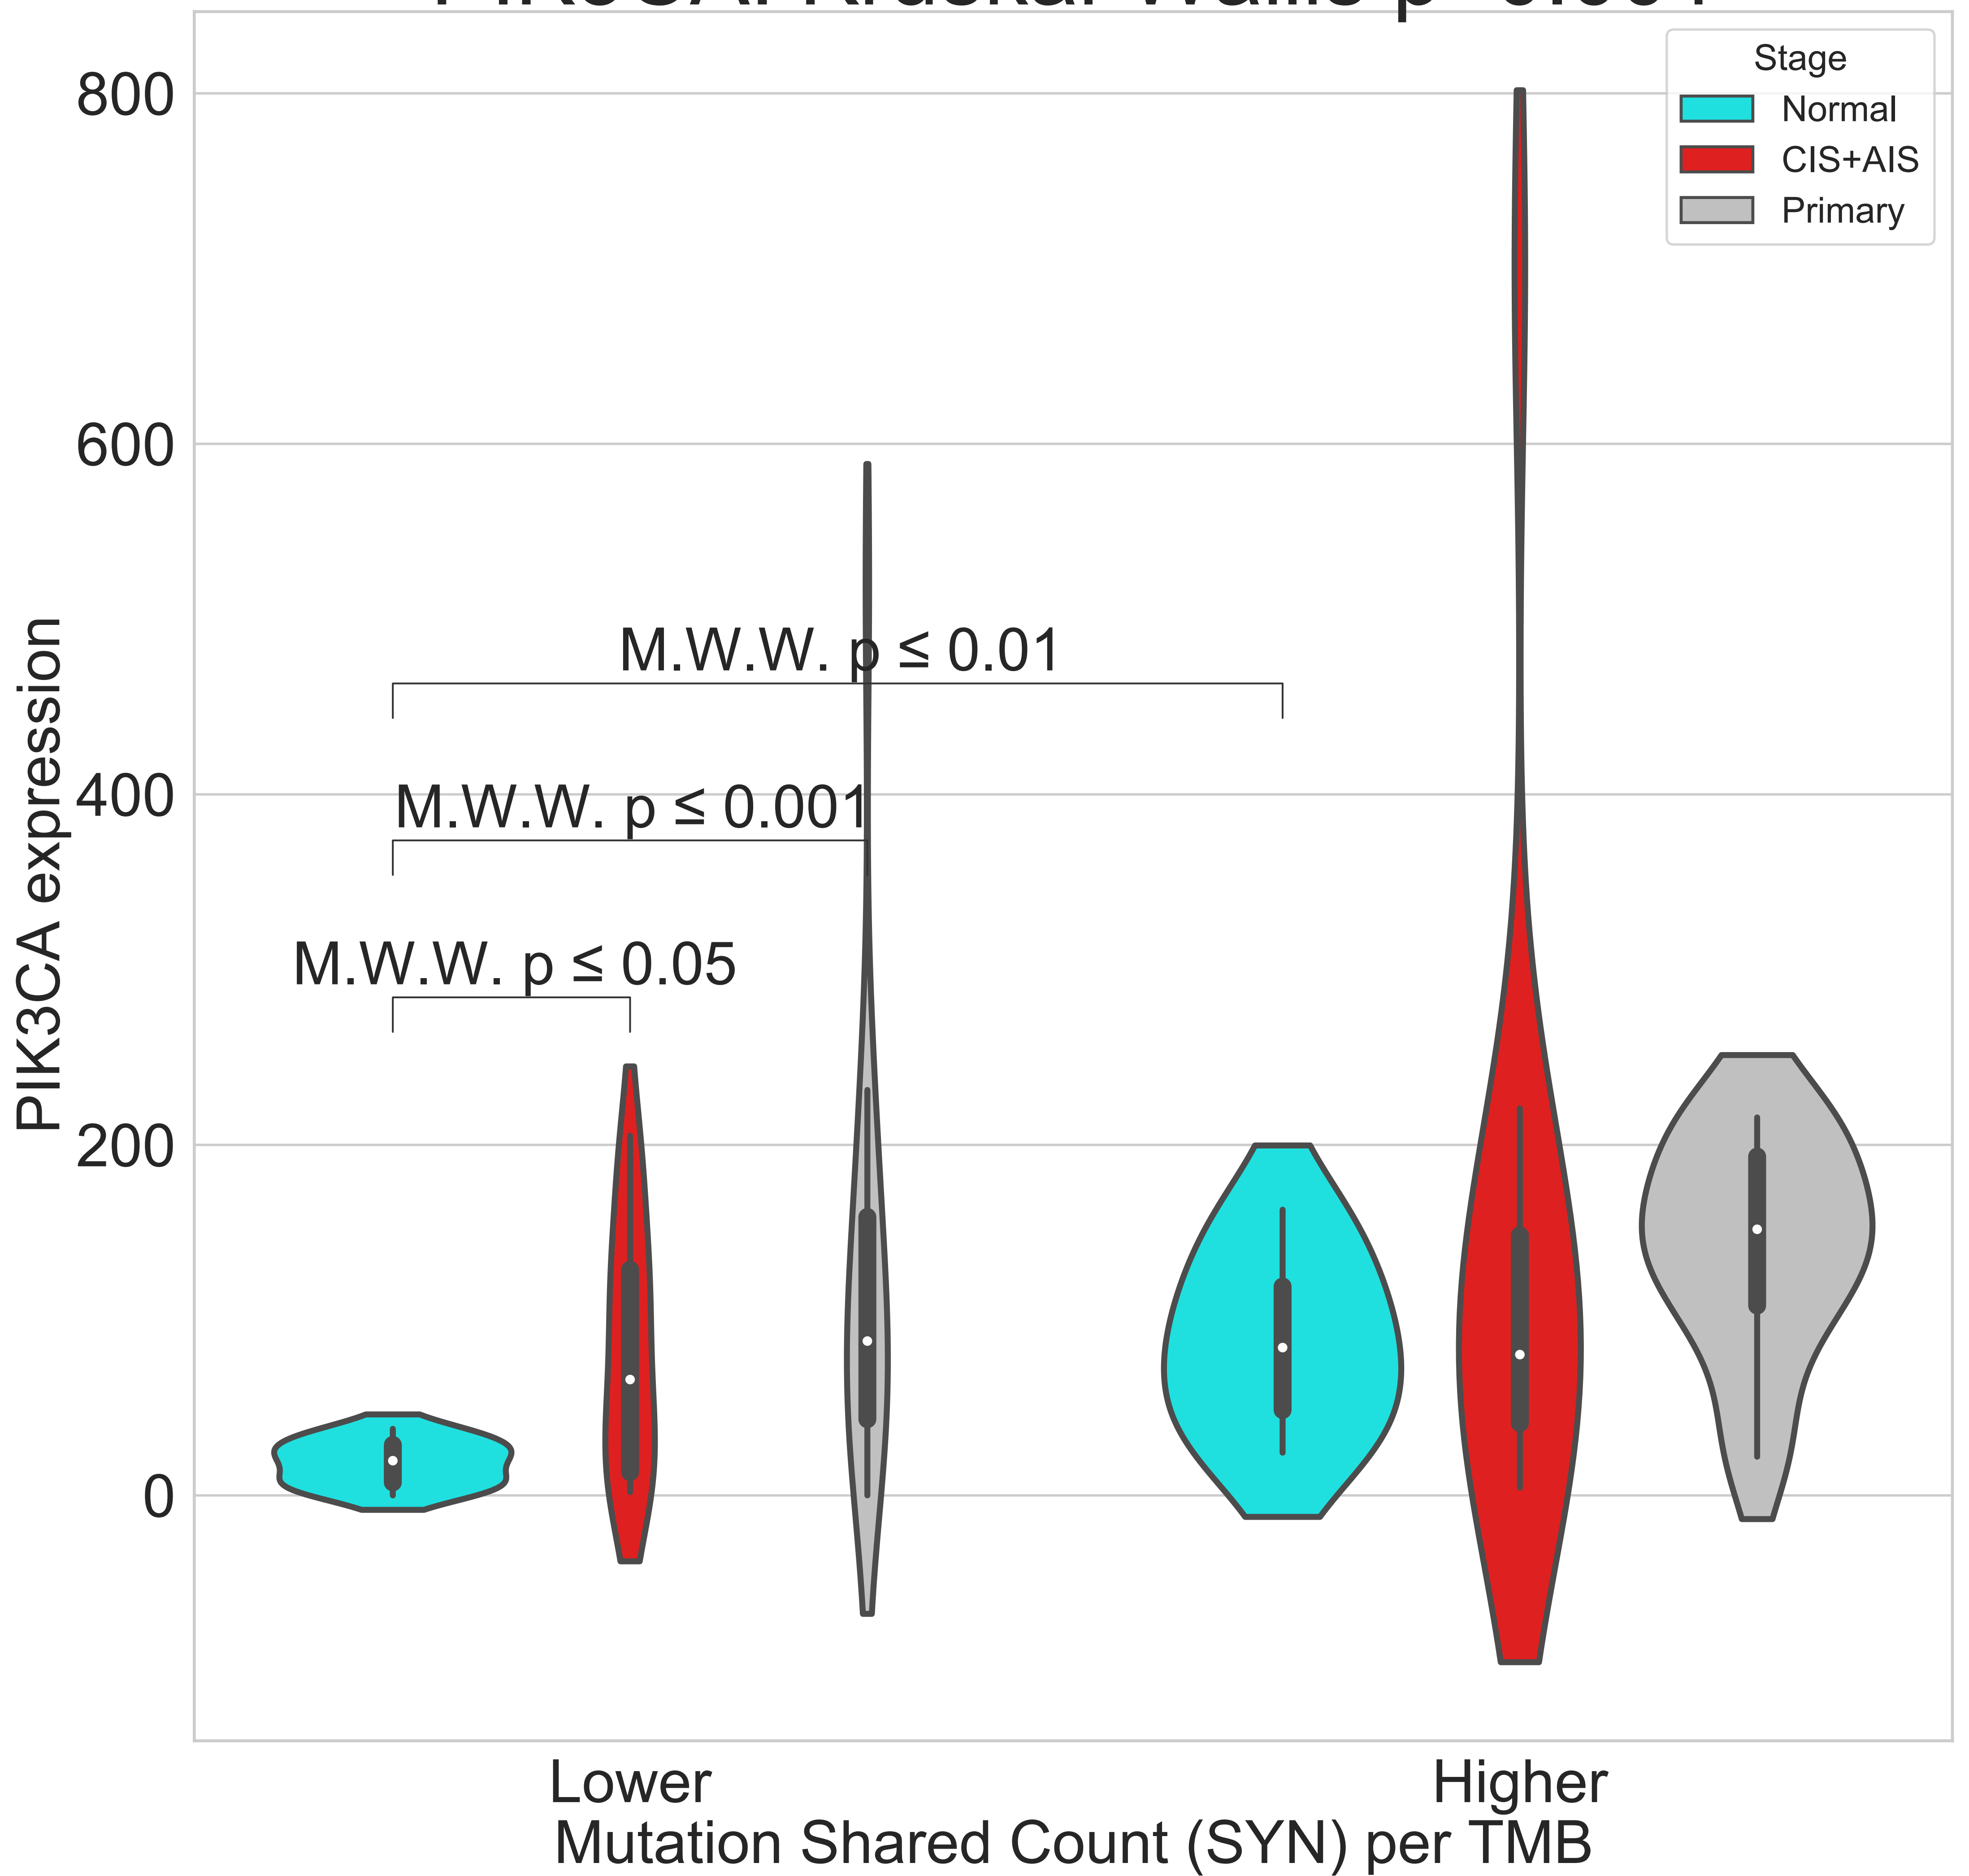 800
600
400
200
0
PIK3CA expression
Stage
Normal
CIS+AIS
Primary
M.W.W. p ≤ 0.01
M.W.W. p ≤ 0.001
M.W.W. p ≤ 0.05
Lower
Higher
Mutation Shared Count (SYN) per TMB